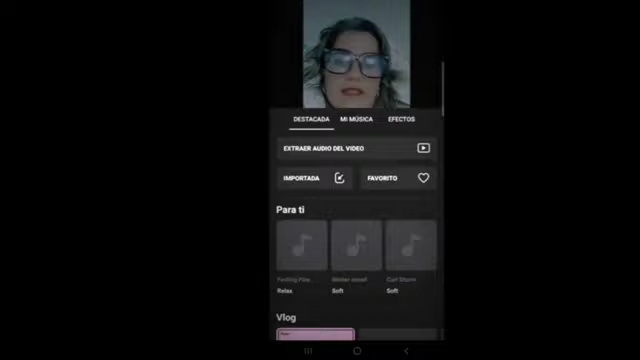 DESTACADA MI MÚSICA EFECTOS
EXTRAER AUDIO DEL VIDEO
IMPORTADA FAVORITO
Para ti
Relax Soft Soft
Vlog